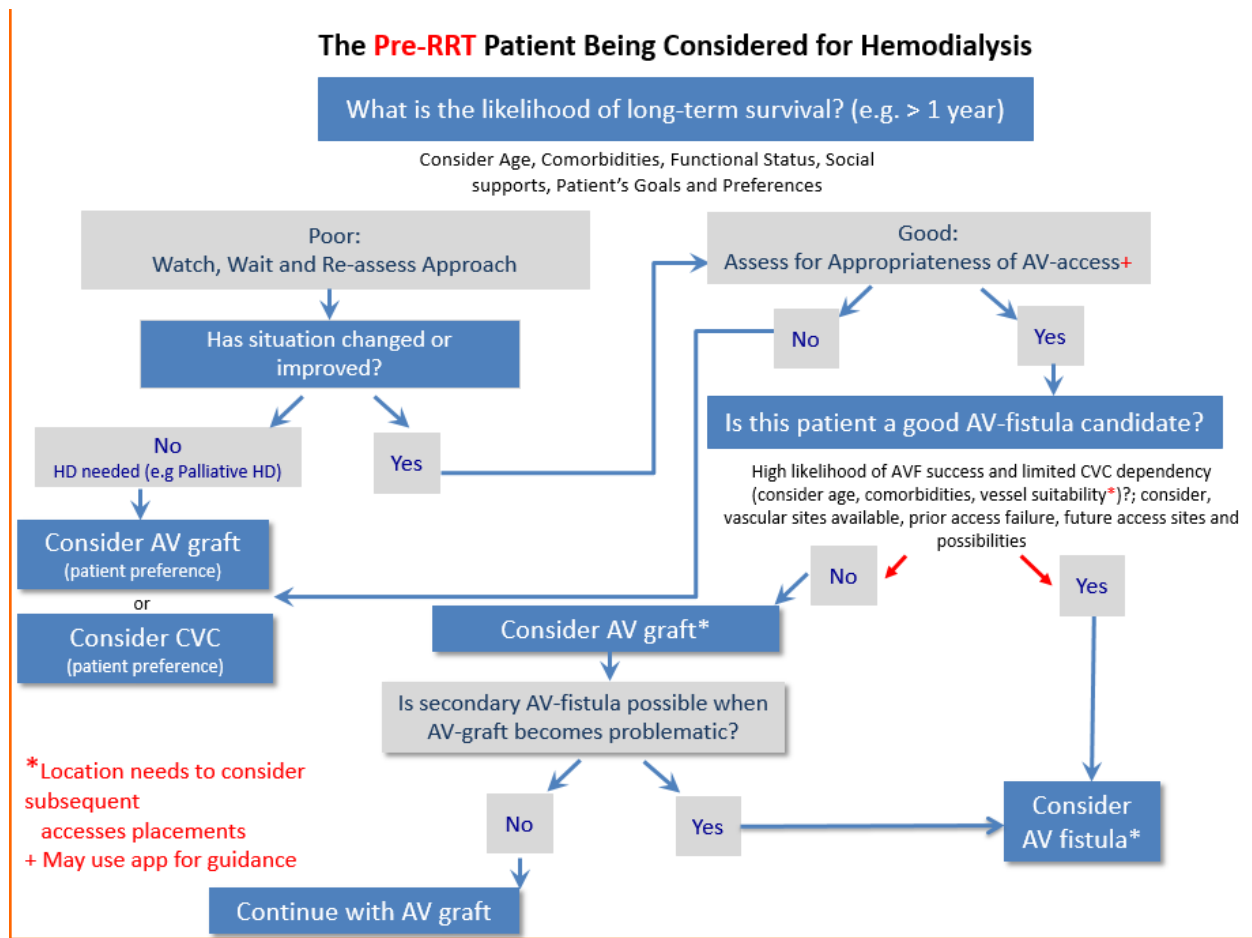 The Pre-RRT Patient Being Considered for Hemodialysis
What is the likelihood of long-term survival? (e.g. > 1 year)
Consider Age, Comorbidities, Functional Status, Social
supports, Patient's Goals and Preferences
Poor:
Watch, Wait and Re-assess Approach
Good:
Assess for Appropriateness of AV-access+
Has situation changed or
improved?
No
Yes
Is this patient a good AV-fistula candidate?
No
HD needed (e.g Palliative HD)
Yes
High likelihood of AVF success and limited CVC dependency
(consider age, comorbidities, vessel suitability*)?; consider,
vascular sites available, prior access failure, future access sites and
possibilities
Consider AV graft
(patient preference)
or
Consider CVC
(patient preference)
No
Yes
Consider AV graft*
Is secondary AV-fistula possible when
AV-graft becomes problematic?
No
Yes
Consider
AV fistula*
Continue with AV graft
*Location needs to consider
subsequent
accesses placements
+ May use app for guidance